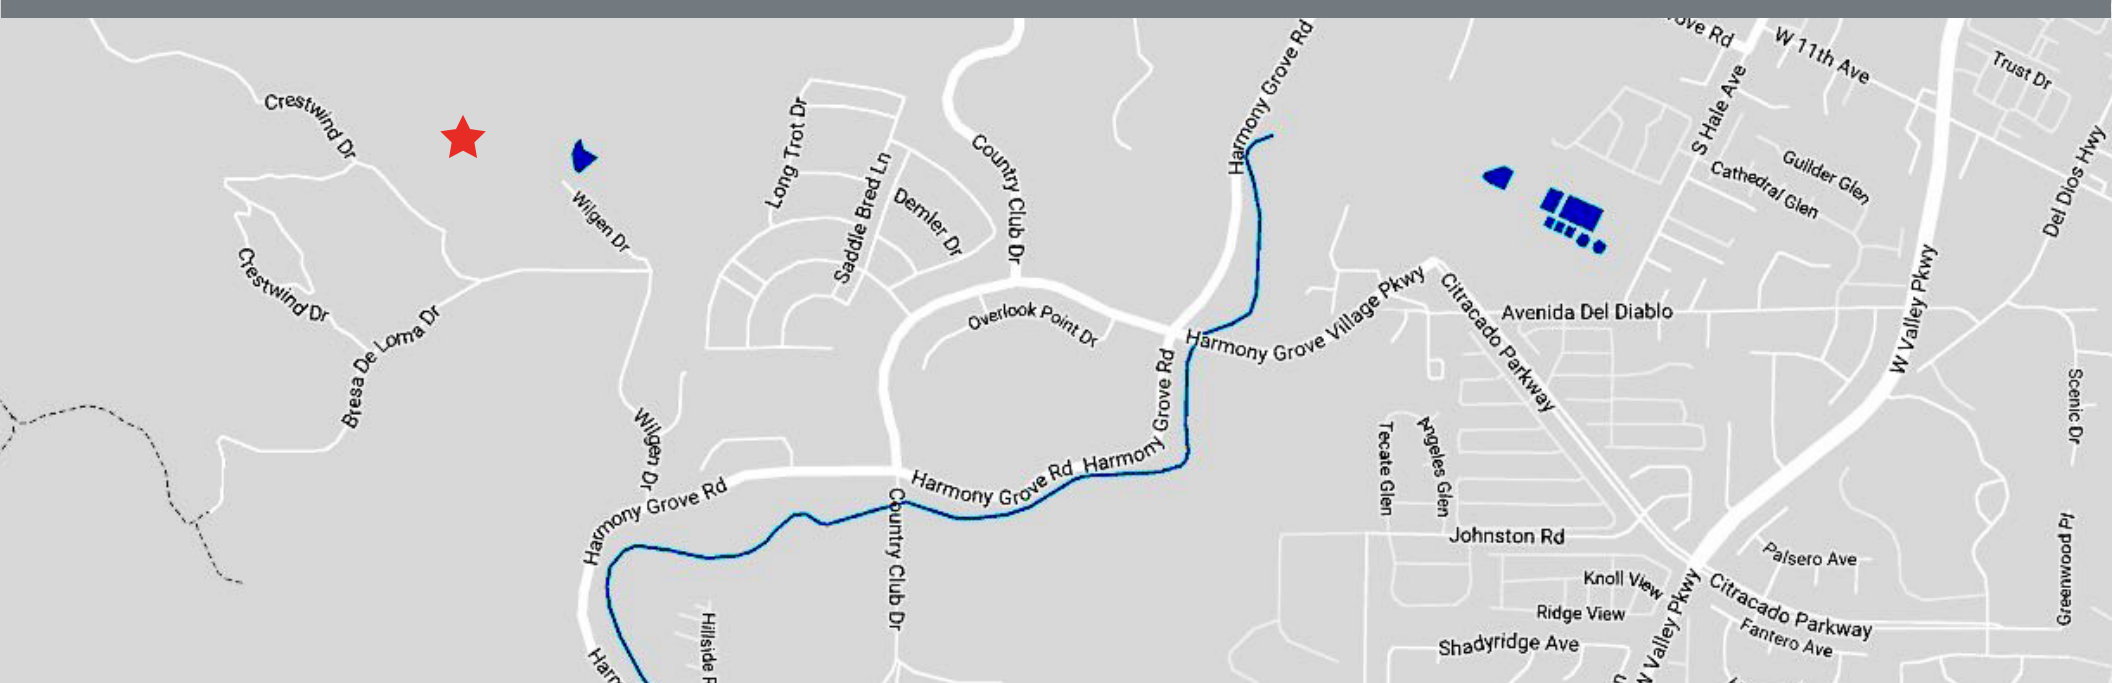 ove Rd
W 11th Ave
Trust Dr
Harmony Grove Rd
S Hale Ave
Crestwind Dr
Long Trot Dr
Country Club Dr
Saddle Bred Ln
Demler Dr
Guilder Glen
Cathedral Glen
Del Dios Hwy
Wilgen Dr
Crestwind Dr
Bresa De Loma Dr
Overlook Point Dr
Harmony Grove Village Pkwy
Citracado Parkway
Avenida Del Diablo
W Valley Pkwy
Harmony Grove Rd
Scenic Dr
Wilgen Dr
Tecate Glen
Angeles Glen
Harmony Grove Rd
Harmony Grove Rd
Harmony
Country Club Dr
Johnston Rd
Palsero Ave
Greenwood Pl
Knoll View
Ridge View
Citracado Parkway
Fantero Ave
Shadyridge Ave
W Valley Pkwy
Hillside
Harm